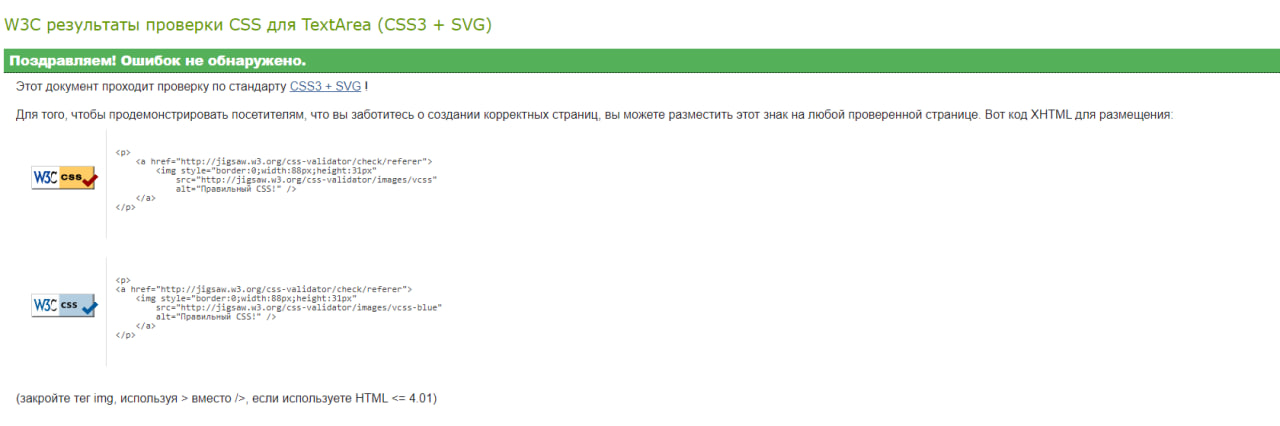 W3C результаты проверки CSS для TextArea (CSS3 + SVG)
Поздравляем! Ошибок не обнаружено.
Этот документ проходит проверку по стандарту CSS3 + SVG !
Для того, чтобы продемонстрировать посетителям, что вы заботитесь о создании корректных страниц, вы можете разместить этот знак на любой проверенной странице. Вот код XHTML для размещения:
W3C css
<p>
<a href="http://jigsaw.w3.org/css-validator/check/referer">
<img style="border:0;width:88px;height:31px"
src="http://jigsaw.w3.org/css-validator/images/vcss"
alt="Правильный CSS!" />
</a>
</p>
W3C css
<p>
<a href="http://jigsaw.w3.org/css-validator/check/referer">
<img style="border:0;width:88px;height:31px"
src="http://jigsaw.w3.org/css-validator/images/vcss-blue"
alt="Правильный CSS!" />
</a>
</p>
(закройте тег img, используя > вместо />, если используете HTML <= 4.01)